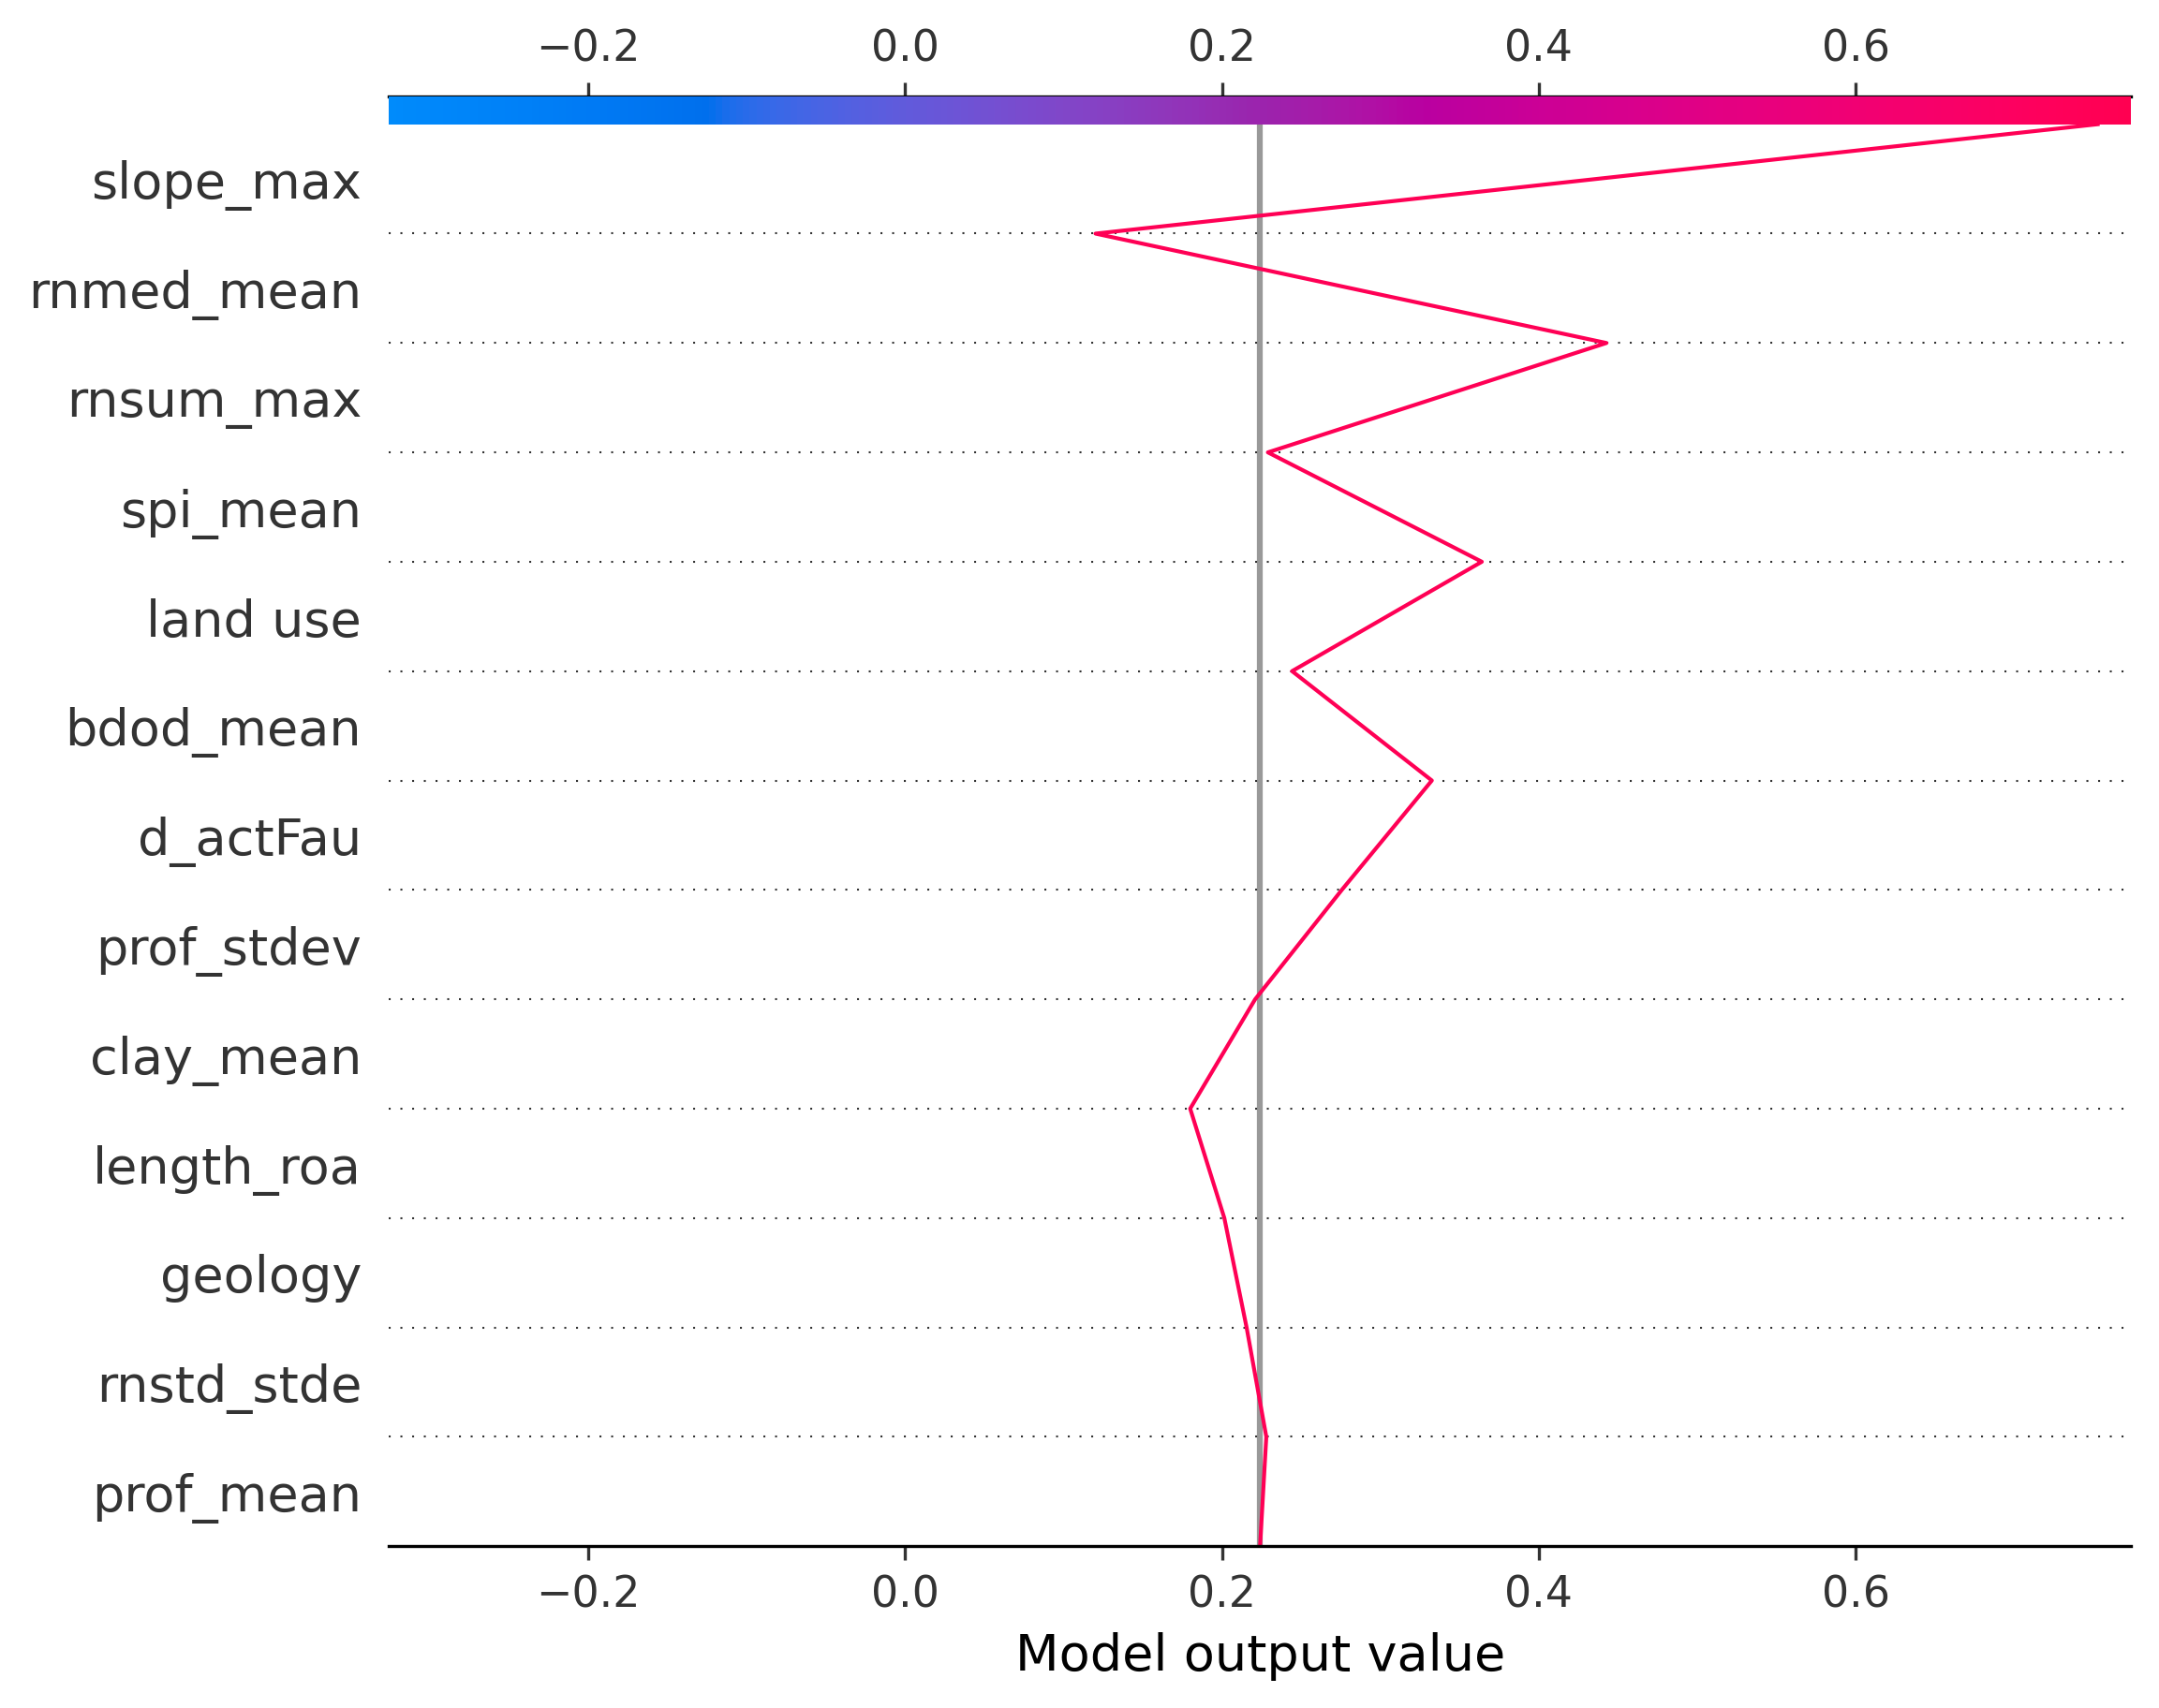 −0.2 0.0 0.2 0.4 0.6
slope_max
rnmed_mean
rnsum_max
spi_mean
land use
bdod_mean
d_actFau
prof_stdev
clay_mean
length_roa
geology
rnstd_stde
prof_mean
−0.2 0.0 0.2 0.4 0.6
Model output value